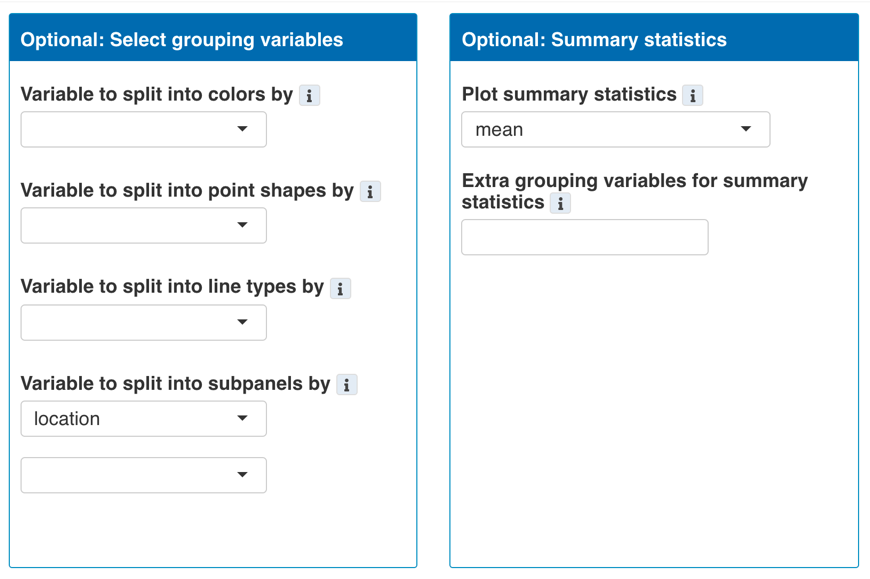 Optional: Select grouping variables
Variable to split into colors by i
Variable to split into point shapes by i
Variable to split into line types by i
Variable to split into subpanels by i
location
Optional: Summary statistics
Plot summary statistics i
mean
Extra grouping variables for summary
statistics i